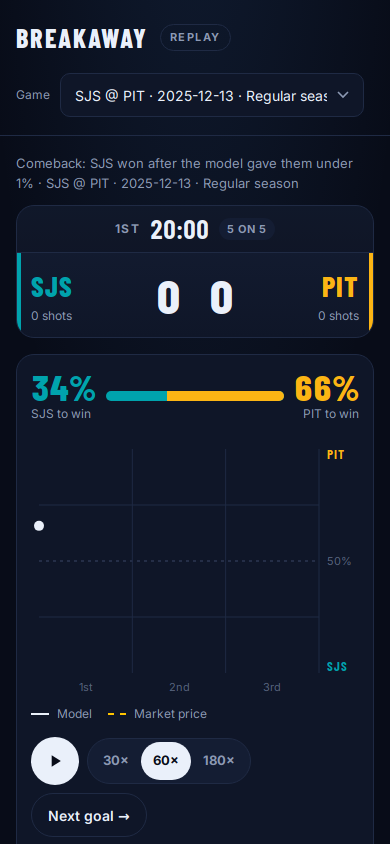 BREAKAWAY REPLAY
Game SJS @ PIT · 2025-12-13 · Regular seas
Comeback: SJS won after the model gave them under
1% · SJS @ PIT · 2025-12-13 · Regular season
1ST 20:00 5 ON 5
SJS 0 0 PIT
0 shots 0 shots
34% 66%
SJS to win PIT to win
PIT
50%
SJS
1st 2nd 3rd
Model Market price
30× 60× 180×
Next goal →